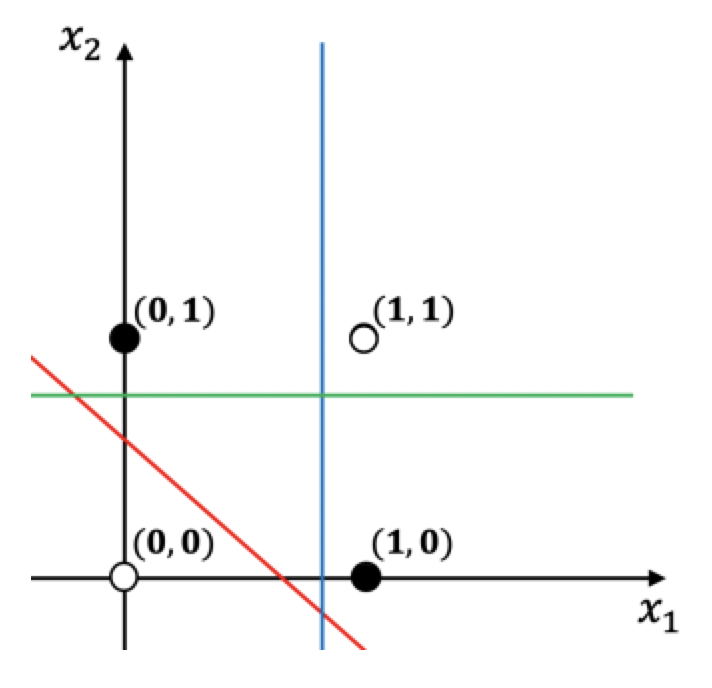 x₂
(0, 1)
(1, 1)
(0, 0)
(1, 0)
x₁